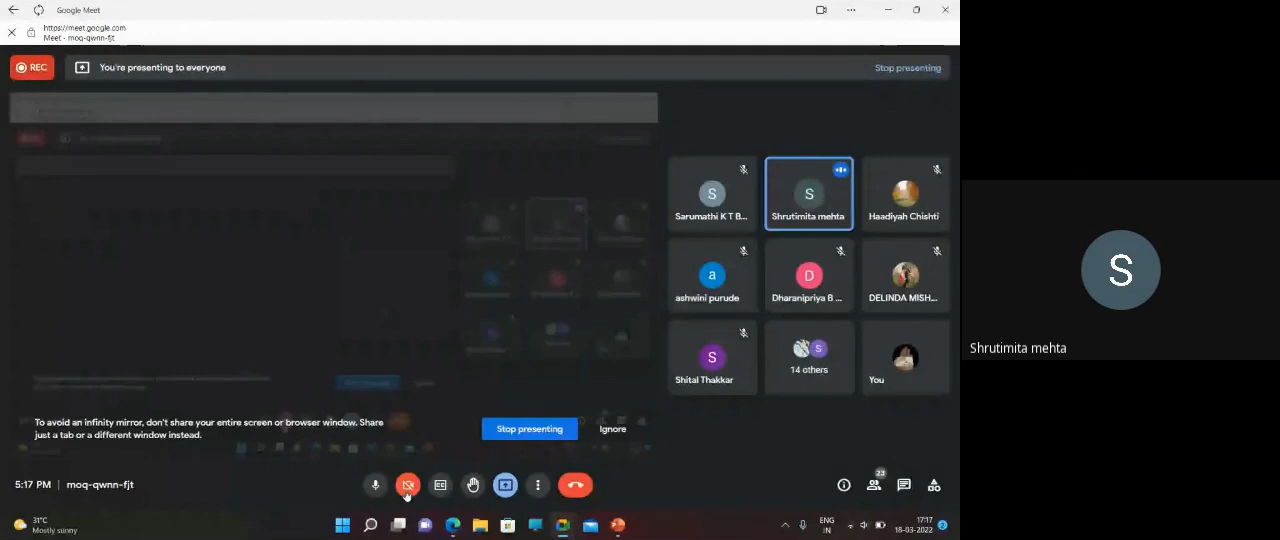 Google Meet
https://meet.google.com
Meet - moq-qwnn-fjt
REC
You're presenting to everyone
Stop presenting
S
Sarumathi K T B...
S
Shrutimita mehta
Haadiyah Chishti
a
ashwini purude
D
Dharanipriya B ...
DELINDA MISH...
S
Shital Thakkar
S
14 others
You
To avoid an infinity mirror, don't share your entire screen or browser window. Share
just a tab or a different window instead.
Stop presenting
Ignore
5:17 PM | moq-qwnn-fjt
CC
23
31°C
Mostly sunny
ENG
IN
17:17
18-03-2022
2
S
Shrutimita mehta